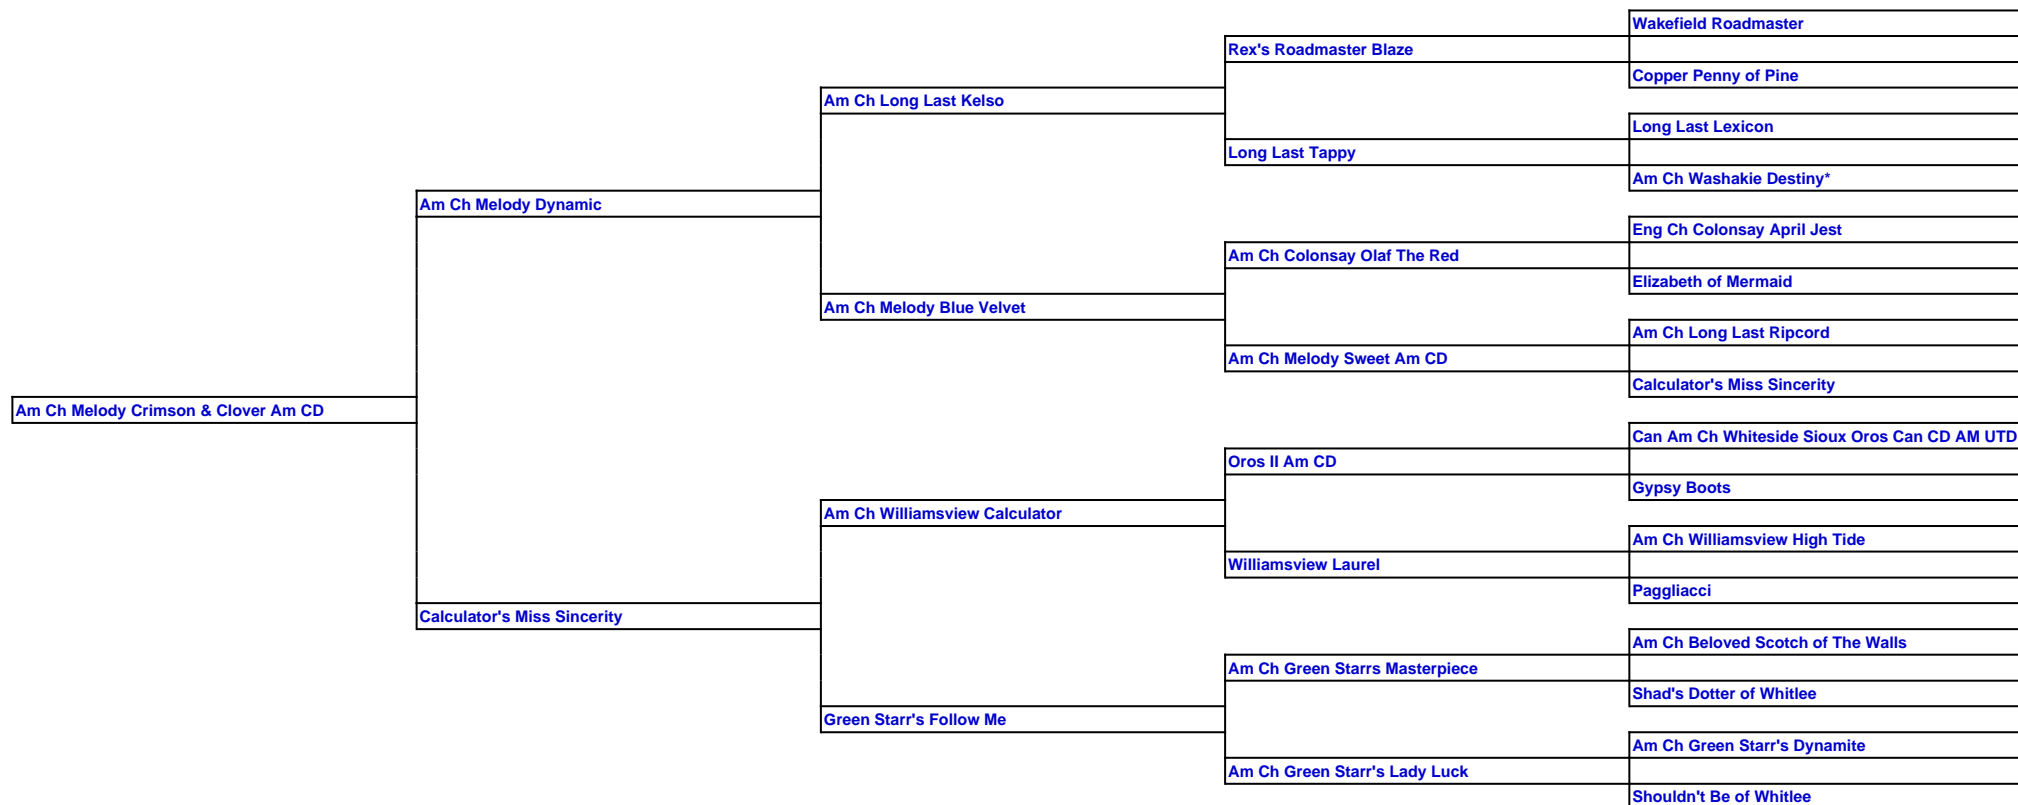 Wakefield Roadmaster
Rex's Roadmaster Blaze
Copper Penny of Pine
Am Ch Long Last Kelso
Long Last Lexicon
Long Last Tappy
Am Ch Washakie Destiny*
Am Ch Melody Dynamic
Eng Ch Colonsay April Jest
Am Ch Colonsay Olaf The Red
Elizabeth of Mermaid
Am Ch Melody Blue Velvet
Am Ch Long Last Ripcord
Am Ch Melody Sweet Am CD
Calculator's Miss Sincerity
Am Ch Melody Crimson & Clover Am CD
Can Am Ch Whiteside Sioux Oros Can CD AM UTD
Oros II Am CD
Gypsy Boots
Am Ch Williamsview Calculator
Am Ch Williamsview High Tide
Williamsview Laurel
Paggliacci
Calculator's Miss Sincerity
Am Ch Beloved Scotch of The Walls
Am Ch Green Starrs Masterpiece
Shad's Dotter of Whitlee
Green Starr's Follow Me
Am Ch Green Starr's Dynamite
Am Ch Green Starr's Lady Luck
Shouldn't Be of Whitlee